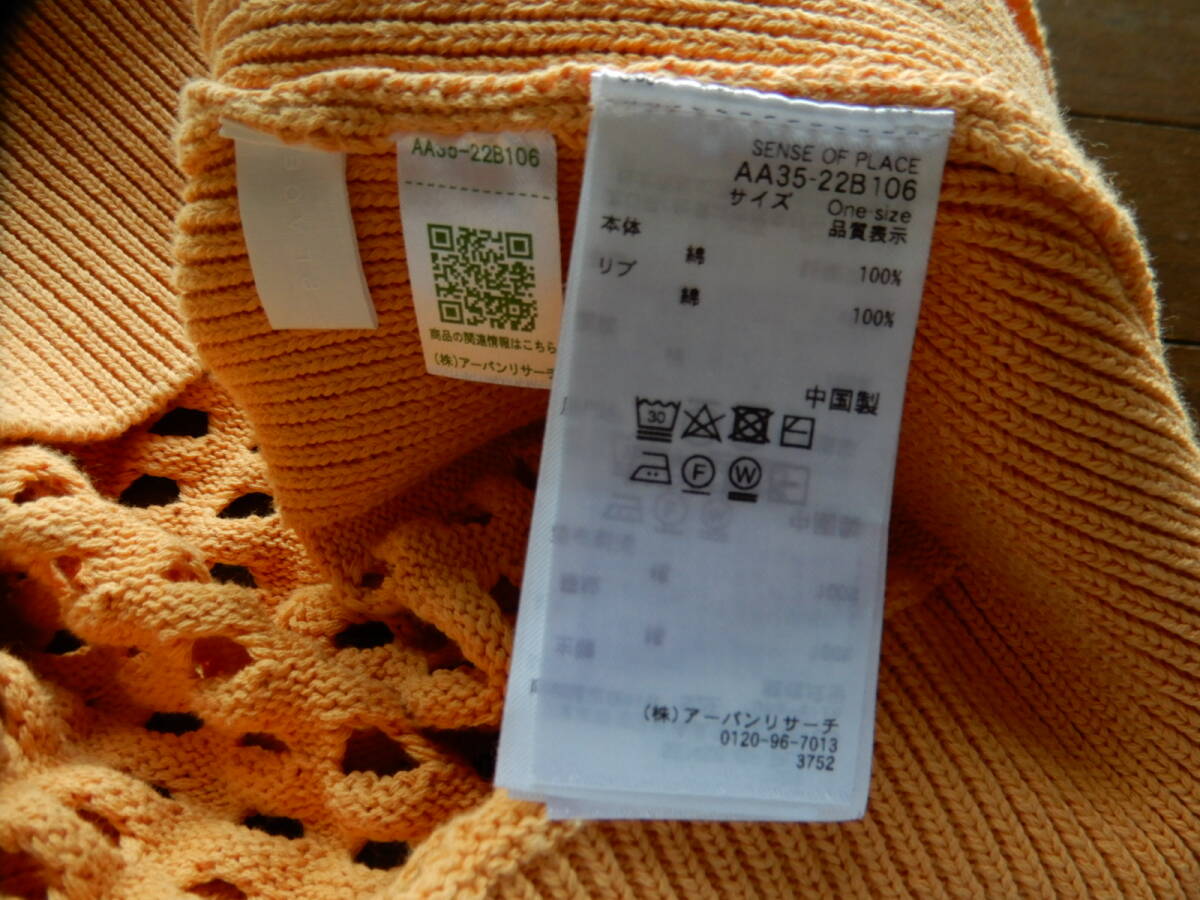 AA35-22B106
商品の関連情報はこちら
(株)アーバンリサーチ
SENSE OF PLACE
AA35-22B106
サイズ One size
品質表示
本体 綿 100%
リブ 綿 100%
中国製
30
F W
(株)アーバンリサーチ
0120-96-7013
3752